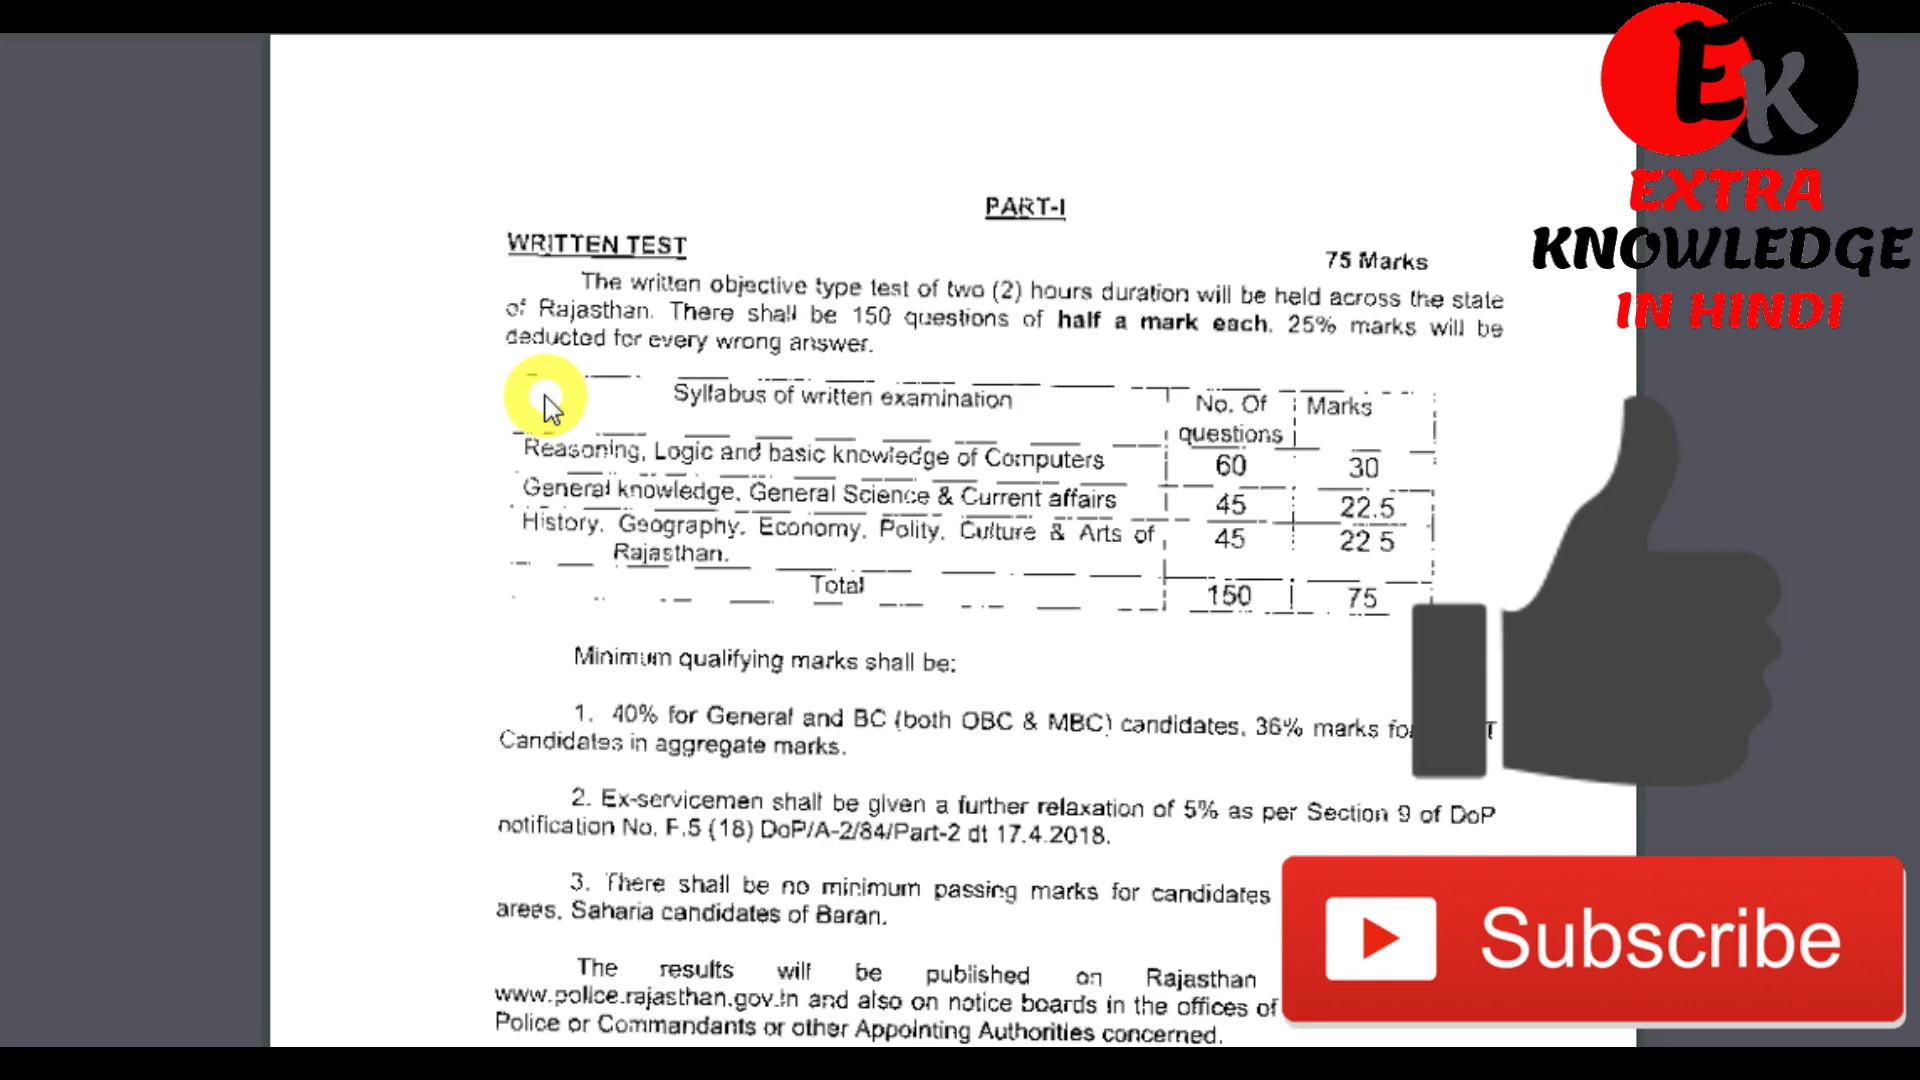 EK
EXTRA
KNOWLEDGE
IN HINDI
PART-I
WRITTEN TEST
75 Marks
The written objective type test of two (2) hours duration will be held across the state
of Rajasthan. There shall be 150 questions of half a mark each. 25% marks will be
deducted for every wrong answer.
Syllabus of written examination No. Of questions Marks
Reasoning, Logic and basic knowledge of Computers 60 30
General knowledge, General Science & Current affairs 45 22.5
History, Geography, Economy, Polity, Culture & Arts of Rajasthan. 45 22 5
Total 150 75
Minimum qualifying marks shall be:
1. 40% for General and BC (both OBC & MBC) candidates, 36% marks
Candidates in aggregate marks.
2. Ex-servicemen shall be given a further relaxation of 5% as per Section 9 of DoP
notification No. F.5 (18) DoP/A-2/84/Part-2 dt 17.4.2018.
3. There shall be no minimum passing marks for candidates
areas, Saharia candidates of Baran.
The results will be published on Rajasthan
www.police.rajasthan.gov.in and also on notice boards in the offices of
Police or Commandants or other Appointing Authorities concerned.
Subscribe